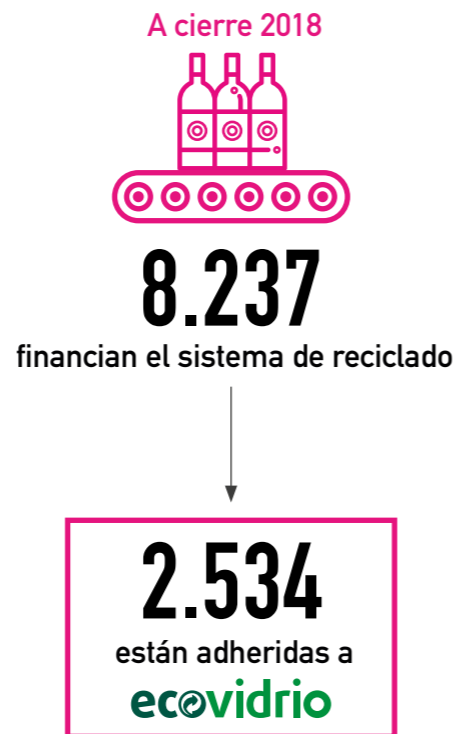 A cierre 2018
8.237
financian el sistema de reciclado
2.534
están adheridas a
ecovidrio